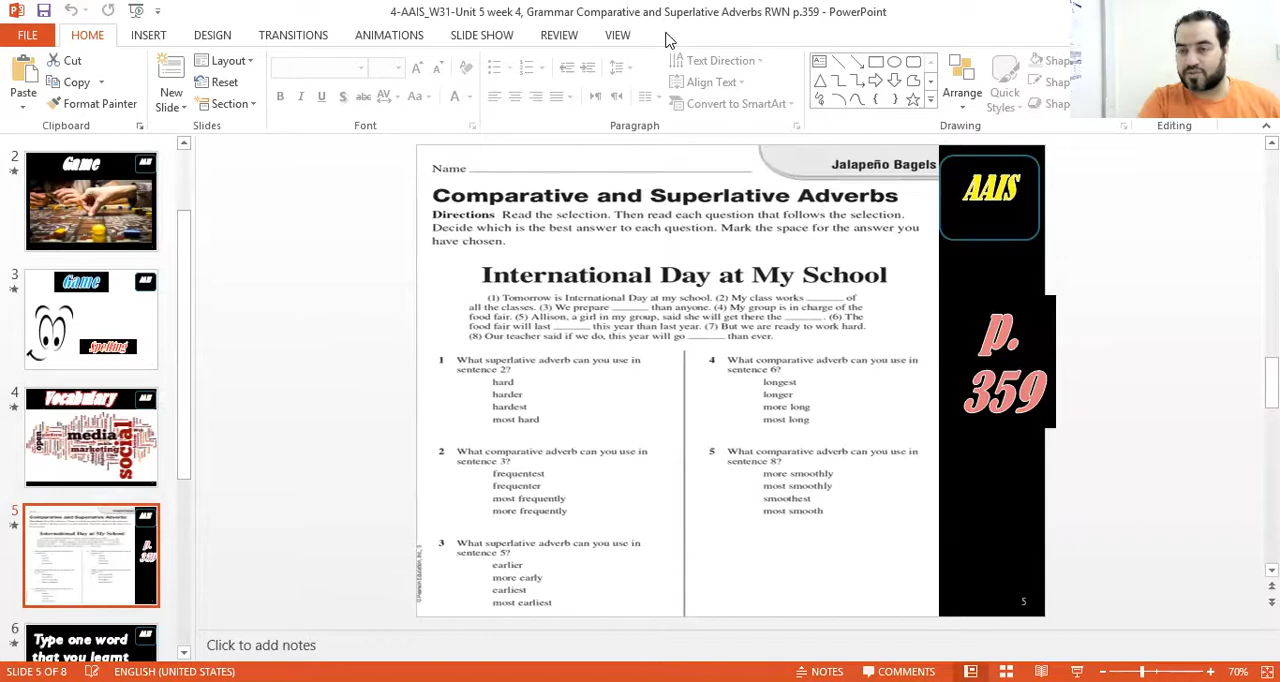 4-AAIS_W31-Unit 5 week 4, Grammar Comparative and Superlative Adverbs RWN p.359 - PowerPoint
FILE HOME INSERT DESIGN TRANSITIONS ANIMATIONS SLIDE SHOW REVIEW VIEW
Paste
Cut
Copy
Format Painter
Clipboard
New
Slide
Layout
Reset
Section
Slides
B I U S abc AV Aa A
Font
Text Direction
Align Text
Convert to SmartArt
Paragraph
Arrange
Quick
Styles
Shap
Shap
Shap
Drawing
Editing
2
Game
3
Game
Spelling
4
Vocabulary
open
media
marketing
social
5
6
Type one word
that you learnt
Name
Jalapeño Bagels
Comparative and Superlative Adverbs
Directions Read the selection. Then read each question that follows the selection.
Decide which is the best answer to each question. Mark the space for the answer you
have chosen.
International Day at My School
(1) Tomorrow is International Day at my school. (2) My class works ______ of
all the classes. (3) We prepare ______ than anyone. (4) My group is in charge of the
food fair. (5) Allison, a girl in my group, said she will get there the ______. (6) The
food fair will last ______ this year than last year. (7) But we are ready to work hard.
(8) Our teacher said if we do, this year will go ______ than ever.
1 What superlative adverb can you use in
sentence 2?
hard
harder
hardest
most hard
2 What comparative adverb can you use in
sentence 3?
frequentest
frequenter
most frequently
more frequently
3 What superlative adverb can you use in
sentence 5?
earlier
more early
earliest
most earliest
4 What comparative adverb can you use in
sentence 6?
longest
longer
more long
most long
5 What comparative adverb can you use in
sentence 8?
more smoothly
most smoothly
smoothest
most smooth
AAIS
p.
359
5
Click to add notes
SLIDE 5 OF 8 ENGLISH (UNITED STATES) NOTES COMMENTS 70%